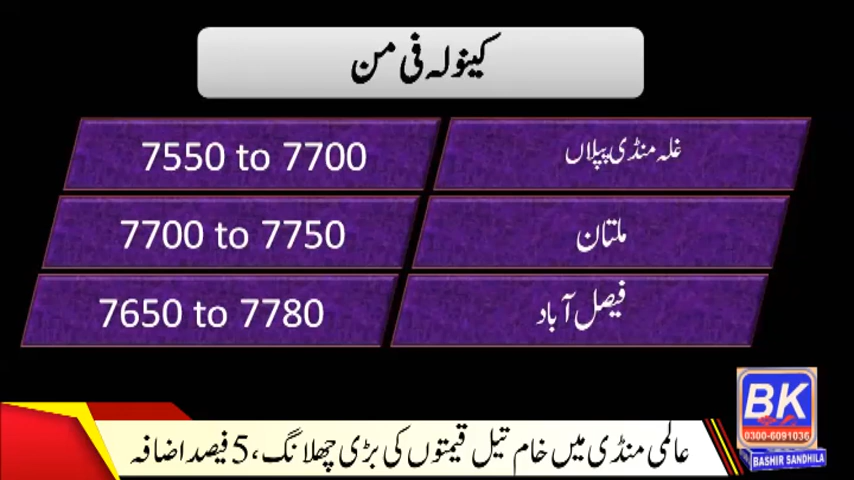 کینولہ فی من
غلہ منڈی پپلاں 7550 to 7700
ملتان 7700 to 7750
فیصل آباد 7650 to 7780
عالمی منڈی میں خام تیل قیمتوں کی بڑی چھلانگ، 5 فیصد اضافہ
BK
0300-6091036
BASHIR SANDHILA